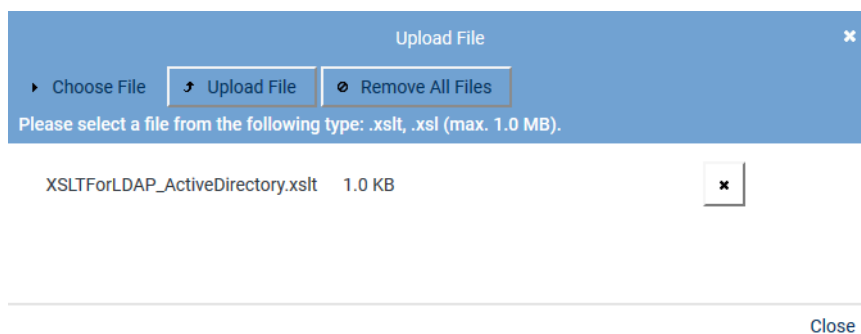 Upload File
Choose File Upload File Remove All Files
Please select a file from the following type: .xslt, .xsl (max. 1.0 MB).
XSLTForLDAP_ActiveDirectory.xslt 1.0 KB
Close